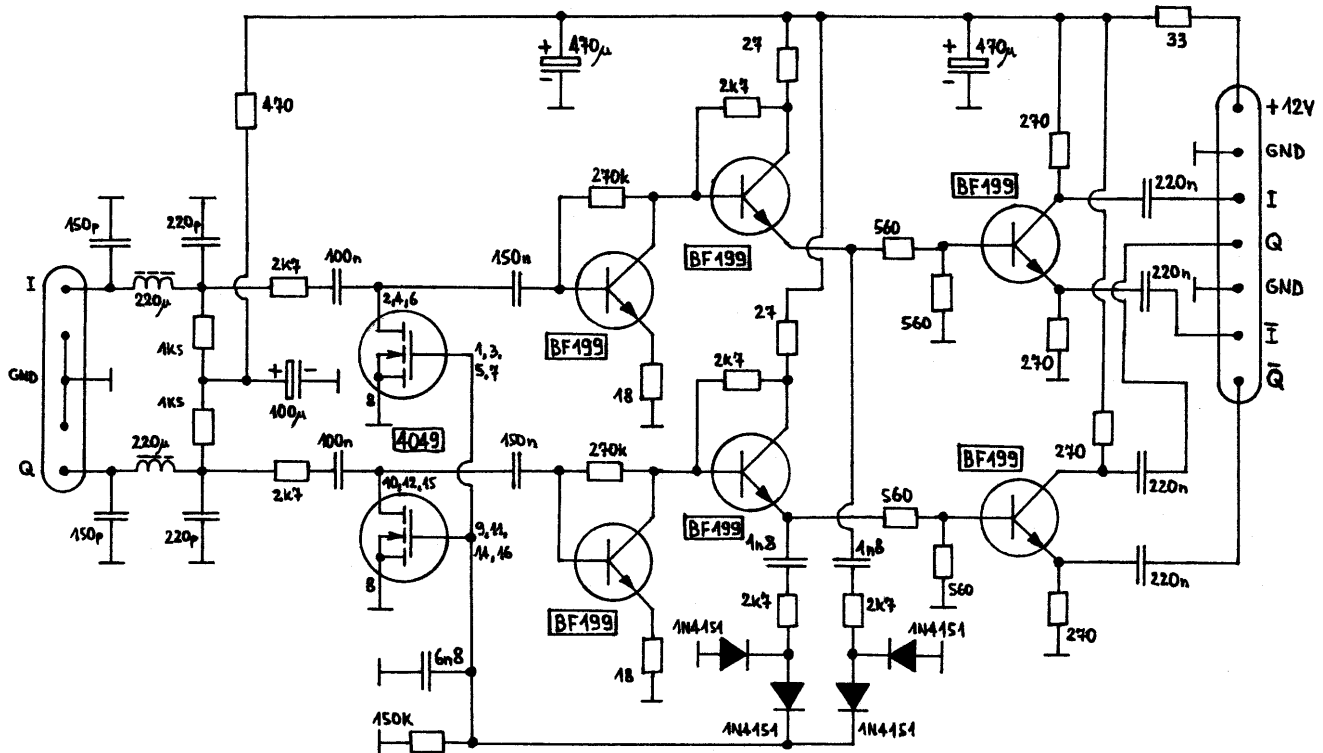 33
470µ
470µ
27
2k7
+
-
+
-
470
+12V
270
GND
270k
BF199
220n
I
150p
220p
560
Q
2k7
100n
150n
BF199
220n
GND
I
220µ
2,4,6
560
27
Ī
1k5
1,3,
5,7
BF199
2k7
270
GND
+
-
Q̄
1k5
100µ
8
18
220µ
100n
4049
150n
270k
BF199
270
Q
2k7
10,12,15
560
220n
BF199
150p
220p
9,11,
14,16
1n8
1n8
8
560
220n
2k7
2k7
BF199
1N4151
1N4151
270
6n8
18
150K
1N4151
1N4151